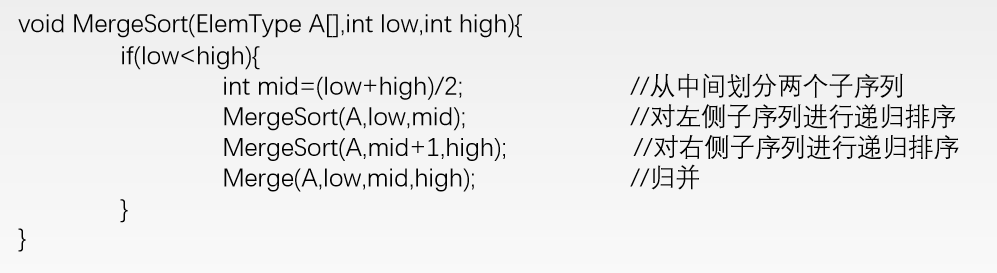 void MergeSort(ElemType A[],int low,int high){
if(low<high){
int mid=(low+high)/2; //从中间划分两个子序列
MergeSort(A,low,mid); //对左侧子序列进行递归排序
MergeSort(A,mid+1,high); //对右侧子序列进行递归排序
Merge(A,low,mid,high); //归并
}
}